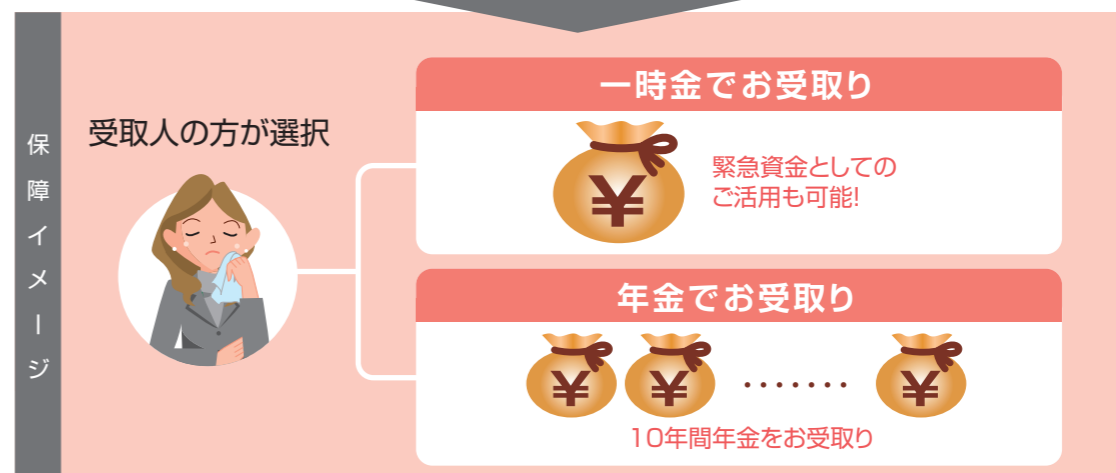 保障イメージ
受取人の方が選択
一時金でお受取り
¥
緊急資金としての
ご活用も可能!
年金でお受取り
¥ ¥ ······· ¥
10年間年金をお受取り